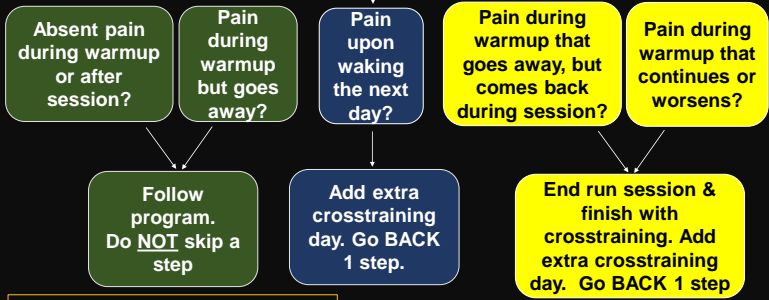 Absent pain
during warmup
or after
session?
Pain
during
warmup
but goes
away?
Pain
upon
waking
the next
day?
Pain during
warmup that
goes away, but
comes back
during session?
Pain during
warmup that
continues or
worsens?
Follow
program.
Do NOT skip a
step
Add extra
crosstraining
day. Go BACK
1 step.
End run session &
finish with
crosstraining. Add
extra crosstraining
day.  Go BACK 1 step